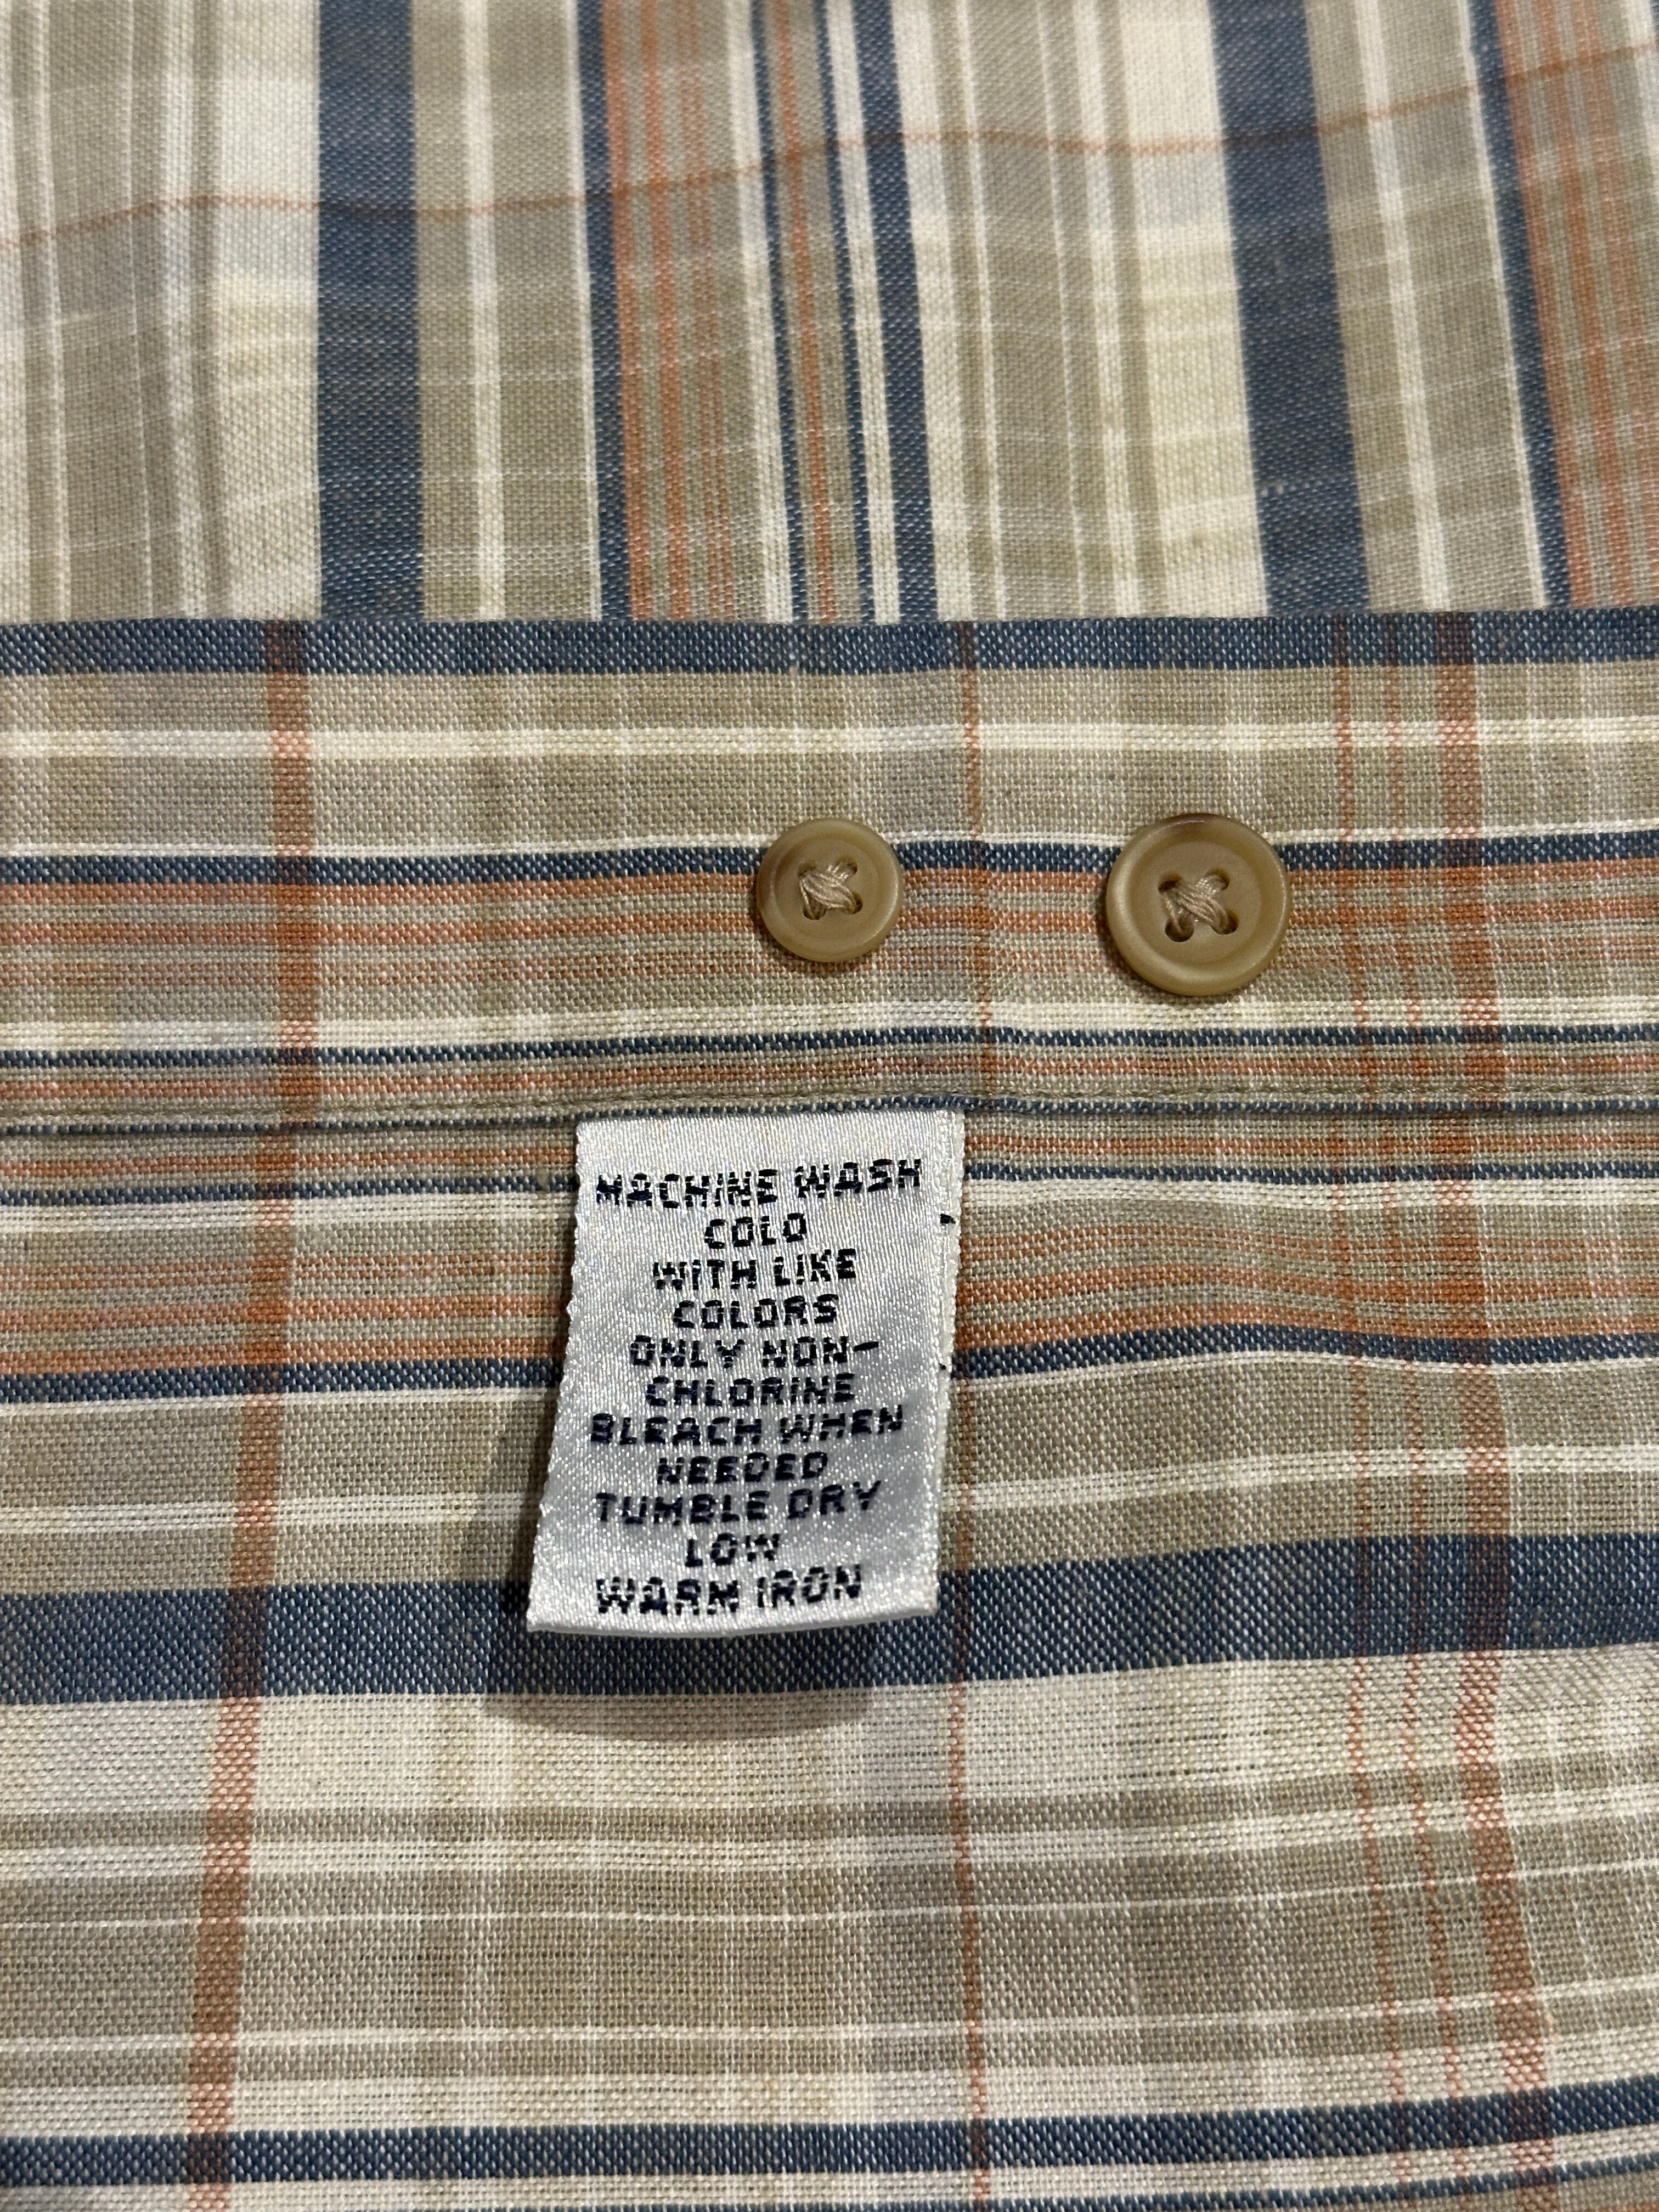 MACHINE WASH
COLD
WITH LIKE
COLORS
ONLY NON-
CHLORINE
BLEACH WHEN
NEEDED
TUMBLE DRY
LOW
WARM IRON